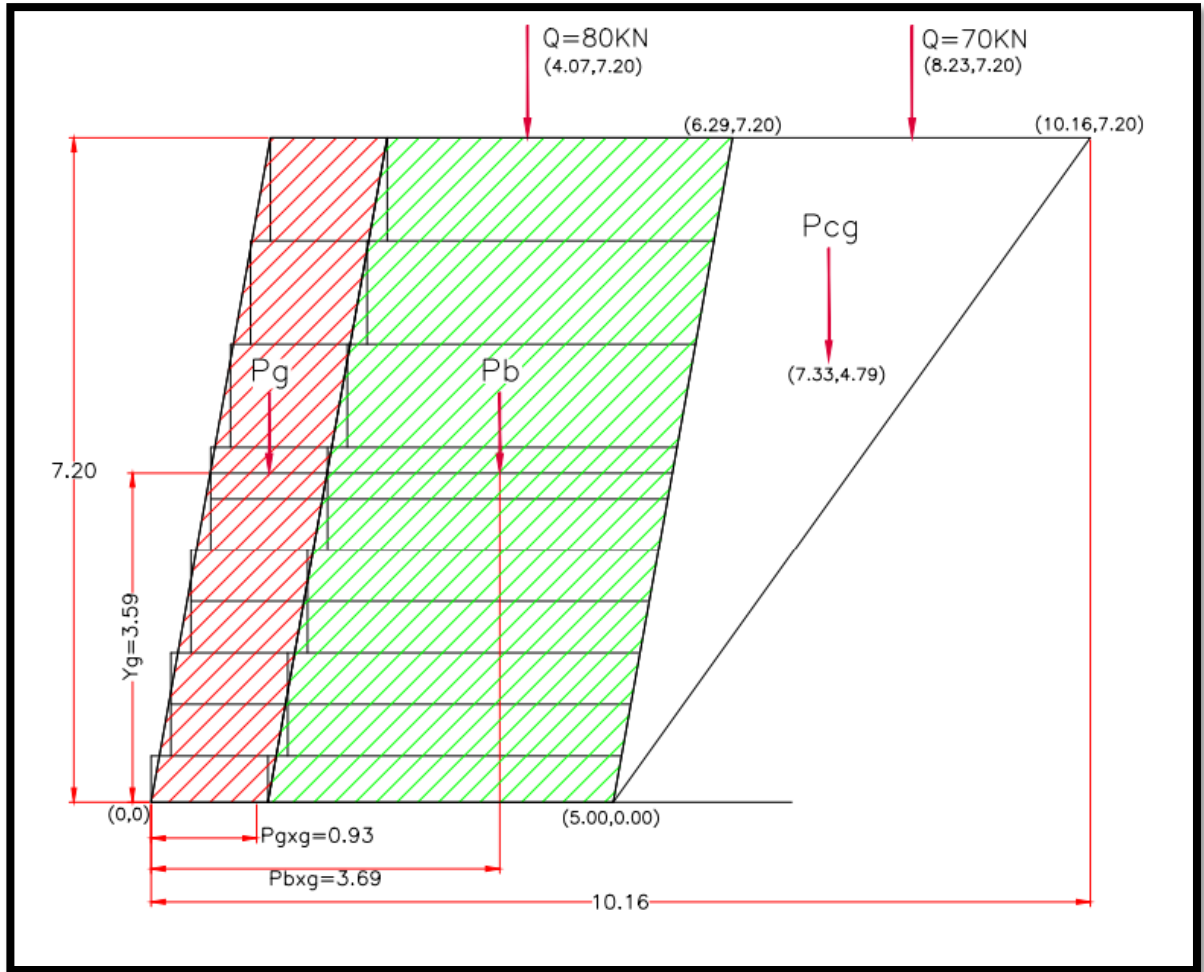 Q=80KN
(4.07,7.20)
Q=70KN
(8.23,7.20)
(6.29,7.20)
(10.16,7.20)
Pcg
(7.33,4.79)
Pg
Pb
7.20
Yg=3.59
(0,0)
(5.00,0.00)
Pgxg=0.93
Pbxg=3.69
10.16